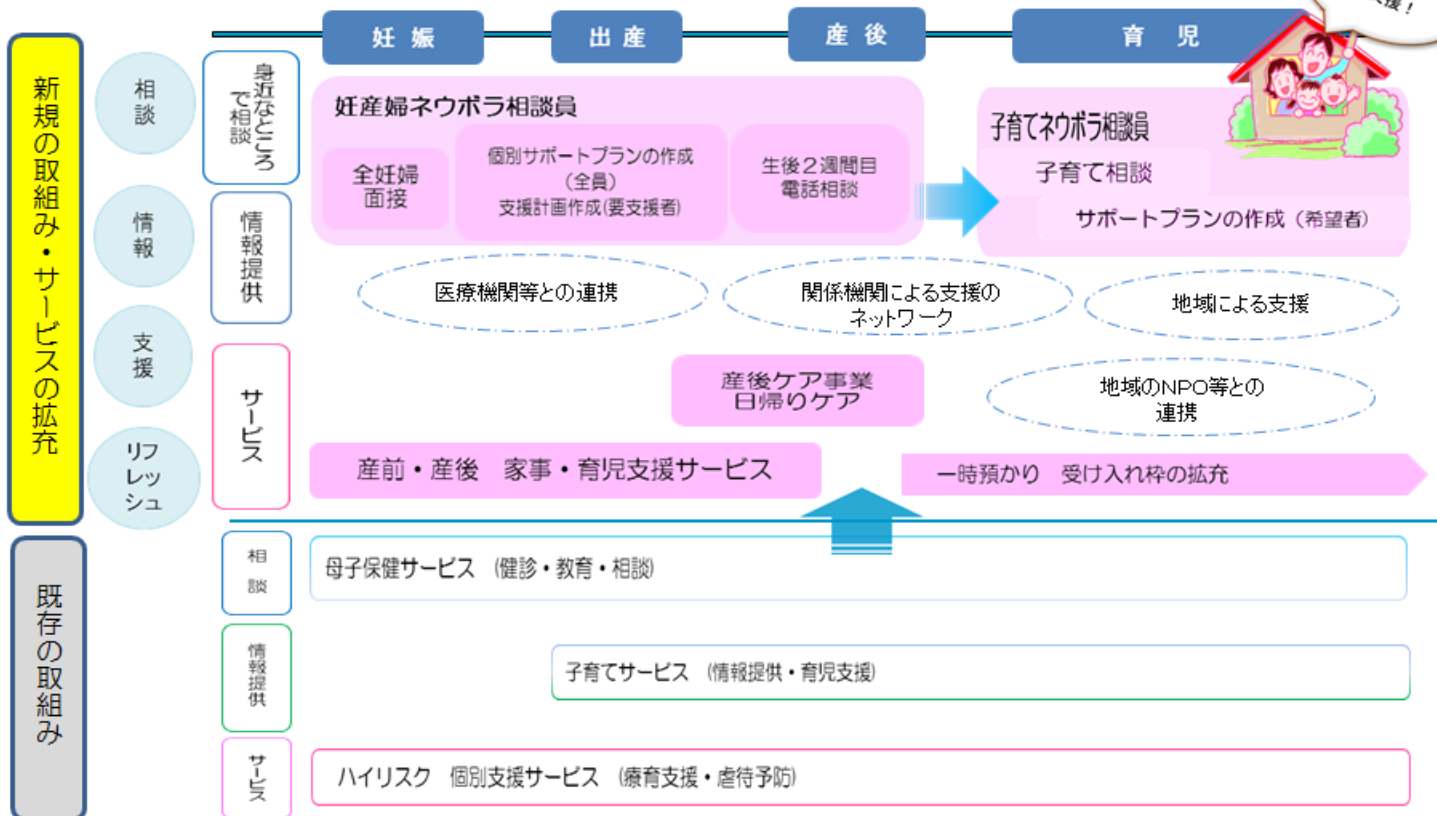 援!
妊娠
出産
産後
育児
新規の取組み・サービスの拡充
相談
情報
支援
リフ
レッ
シュ
身近なところ
で相談
情報提供
サービス
妊産婦ネウボラ相談員
全妊婦
面接
個別サポートプランの作成
(全員)
支援計画作成(要支援者)
生後2週間目
電話相談
子育てネウボラ相談員
子育て相談
サポートプランの作成(希望者)
医療機関等との連携
関係機関による支援の
ネットワーク
地域による支援
産後ケア事業
日帰りケア
地域のNPO等との
連携
産前・産後 家事・育児支援サービス
一時預かり 受け入れ枠の拡充
既存の取組み
相談
母子保健サービス (健診・教育・相談)
情報提供
子育てサービス (情報提供・育児支援)
サービス
ハイリスク 個別支援サービス (療育支援・虐待予防)